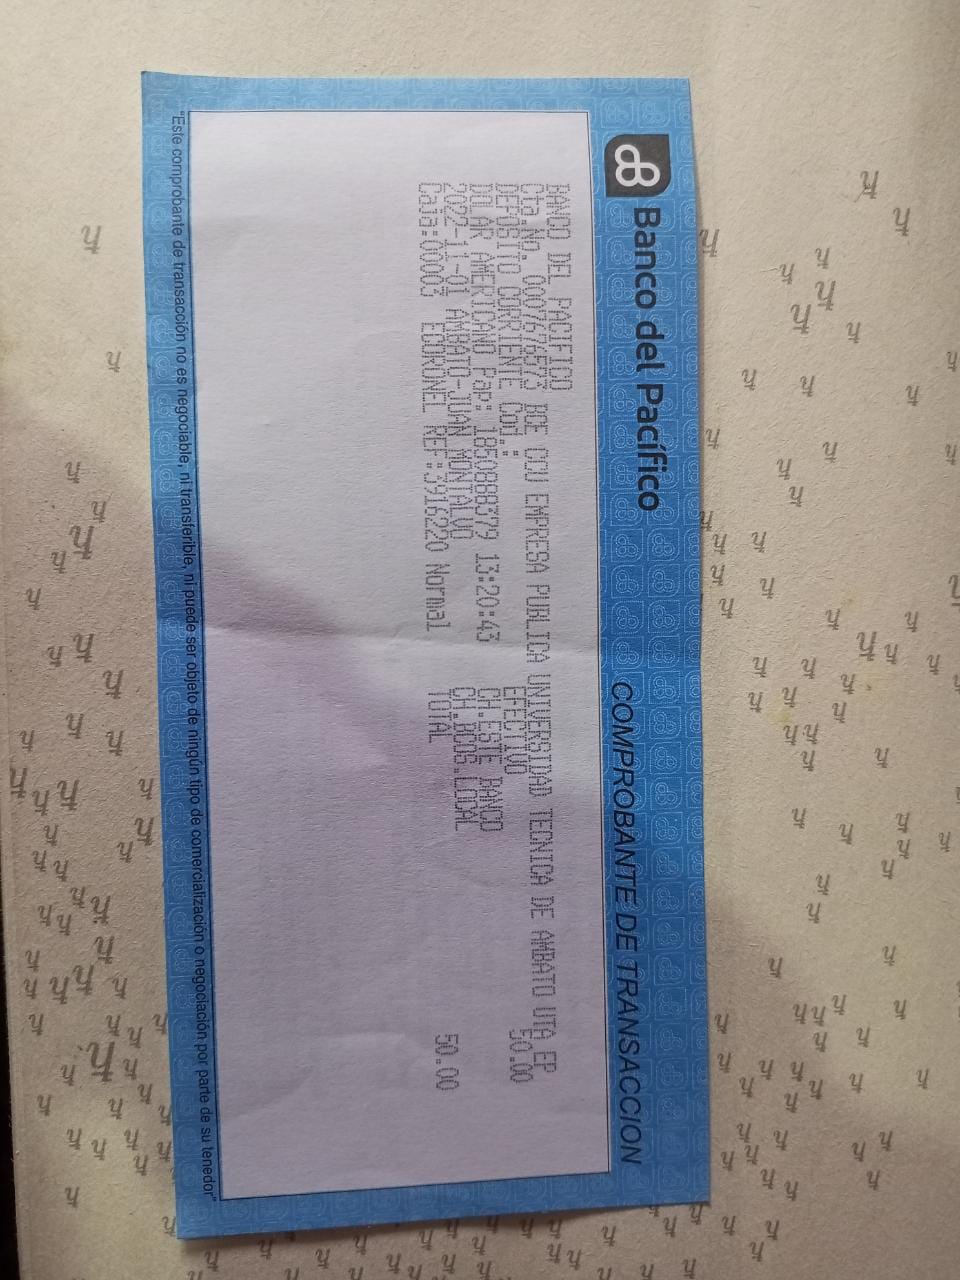 Banco del Pacífico
COMPROBANTE DE TRANSACCION
BANCO DEL PACIFICO
Cta.No. 0007676573 BCE CCU EMPRESA PUBLICA UNIVERSIDAD TECNICA DE AMBATO UTA EP
DEPOSITO CORRIENTE Cod.: EFECTIVO 50.00
DOLAR AMERICANO Pap: 1850888379 13:20:43 CH.ESTE BANCO
2022-11-01 AMBATO-JUAN MONTALVO CH.BCOS.LOCAL
Caja:00003 ECORONEL REF:3916220 Normal TOTAL 50.00
"Este comprobante de transacción no es negociable, ni transferible, ni puede ser objeto de ningún tipo de comercialización o negociación por parte de su tenedor"